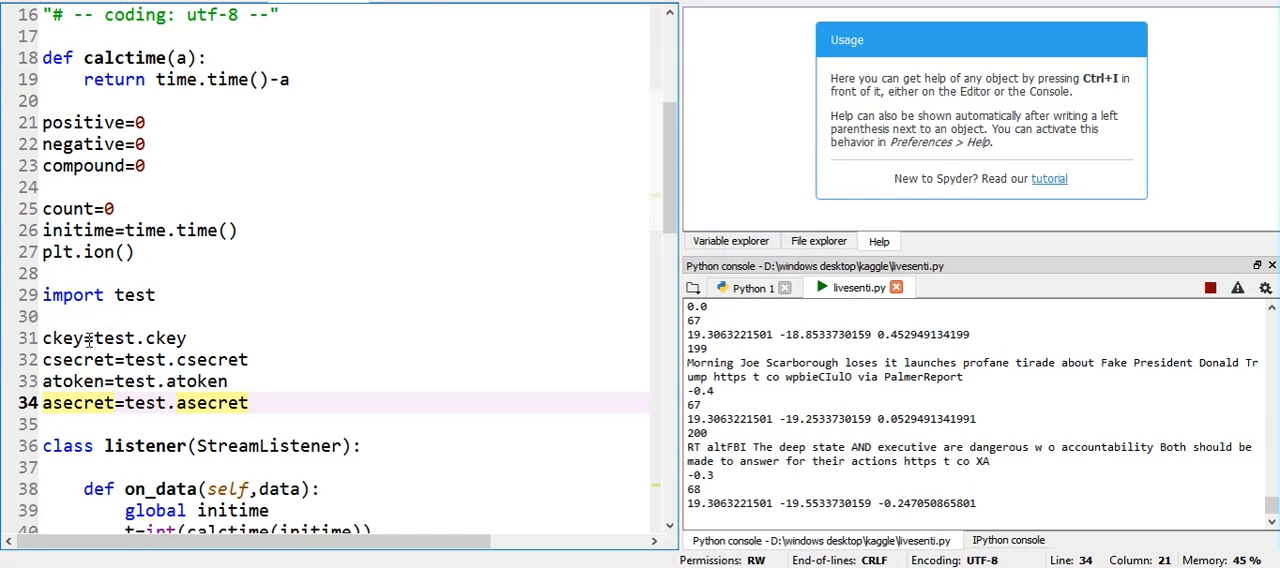 16 "# -- coding: utf-8 --"
17
18 def calctime(a):
19 return time.time()-a
20
21 positive=0
22 negative=0
23 compound=0
24
25 count=0
26 initime=time.time()
27 plt.ion()
28
29 import test
30
31 ckey=test.ckey
32 csecret=test.csecret
33 atoken=test.atoken
34 asecret=test.asecret
35
36 class listener(StreamListener):
37
38 def on_data(self,data):
39 global initime
40 t=int(calctime(initime))
Usage
Here you can get help of any object by pressing Ctrl+I in
front of it, either on the Editor or the Console.
Help can also be shown automatically after writing a left
parenthesis next to an object. You can activate this
behavior in Preferences > Help.
New to Spyder? Read our tutorial
Variable explorer File explorer Help
Python console - D:\windows desktop\kaggle\livesenti.py
Python 1 livesenti.py
0.0
67
19.3063221501 -18.8533730159 0.452949134199
199
Morning Joe Scarborough loses it launches profane tirade about Fake President Donald Tr
ump https t co wpbieCIulO via PalmerReport
-0.4
67
19.3063221501 -19.2533730159 0.0529491341991
200
RT altFBI The deep state AND executive are dangerous w o accountability Both should be
made to answer for their actions https t co XA
-0.3
68
19.3063221501 -19.5533730159 -0.247050865801
Python console - D:\windows desktop\kaggle\livesenti.py IPython console
Permissions: RW End-of-lines: CRLF Encoding: UTF-8 Line: 34 Column: 21 Memory: 45 %